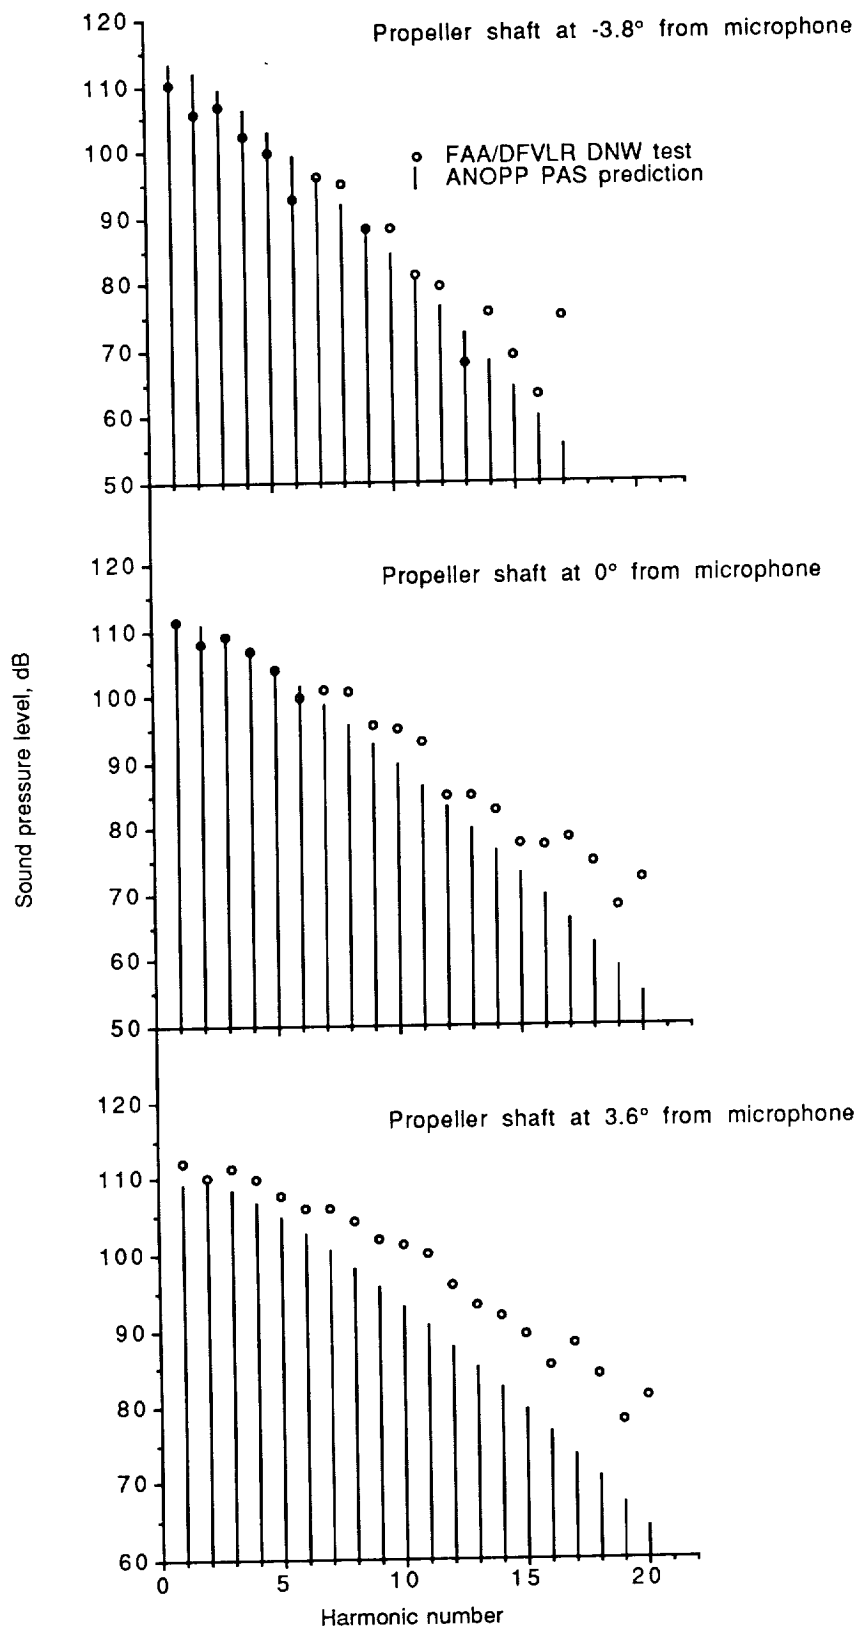 Propeller shaft at -3.8° from microphone
FAA/DFVLR DNW test
ANOPP PAS prediction
120
110
100
90
80
70
60
50
Propeller shaft at 0° from microphone
120
110
100
90
80
70
60
50
Sound pressure level, dB
Propeller shaft at 3.6° from microphone
120
110
100
90
80
70
60
0 5 10 15 20
Harmonic number